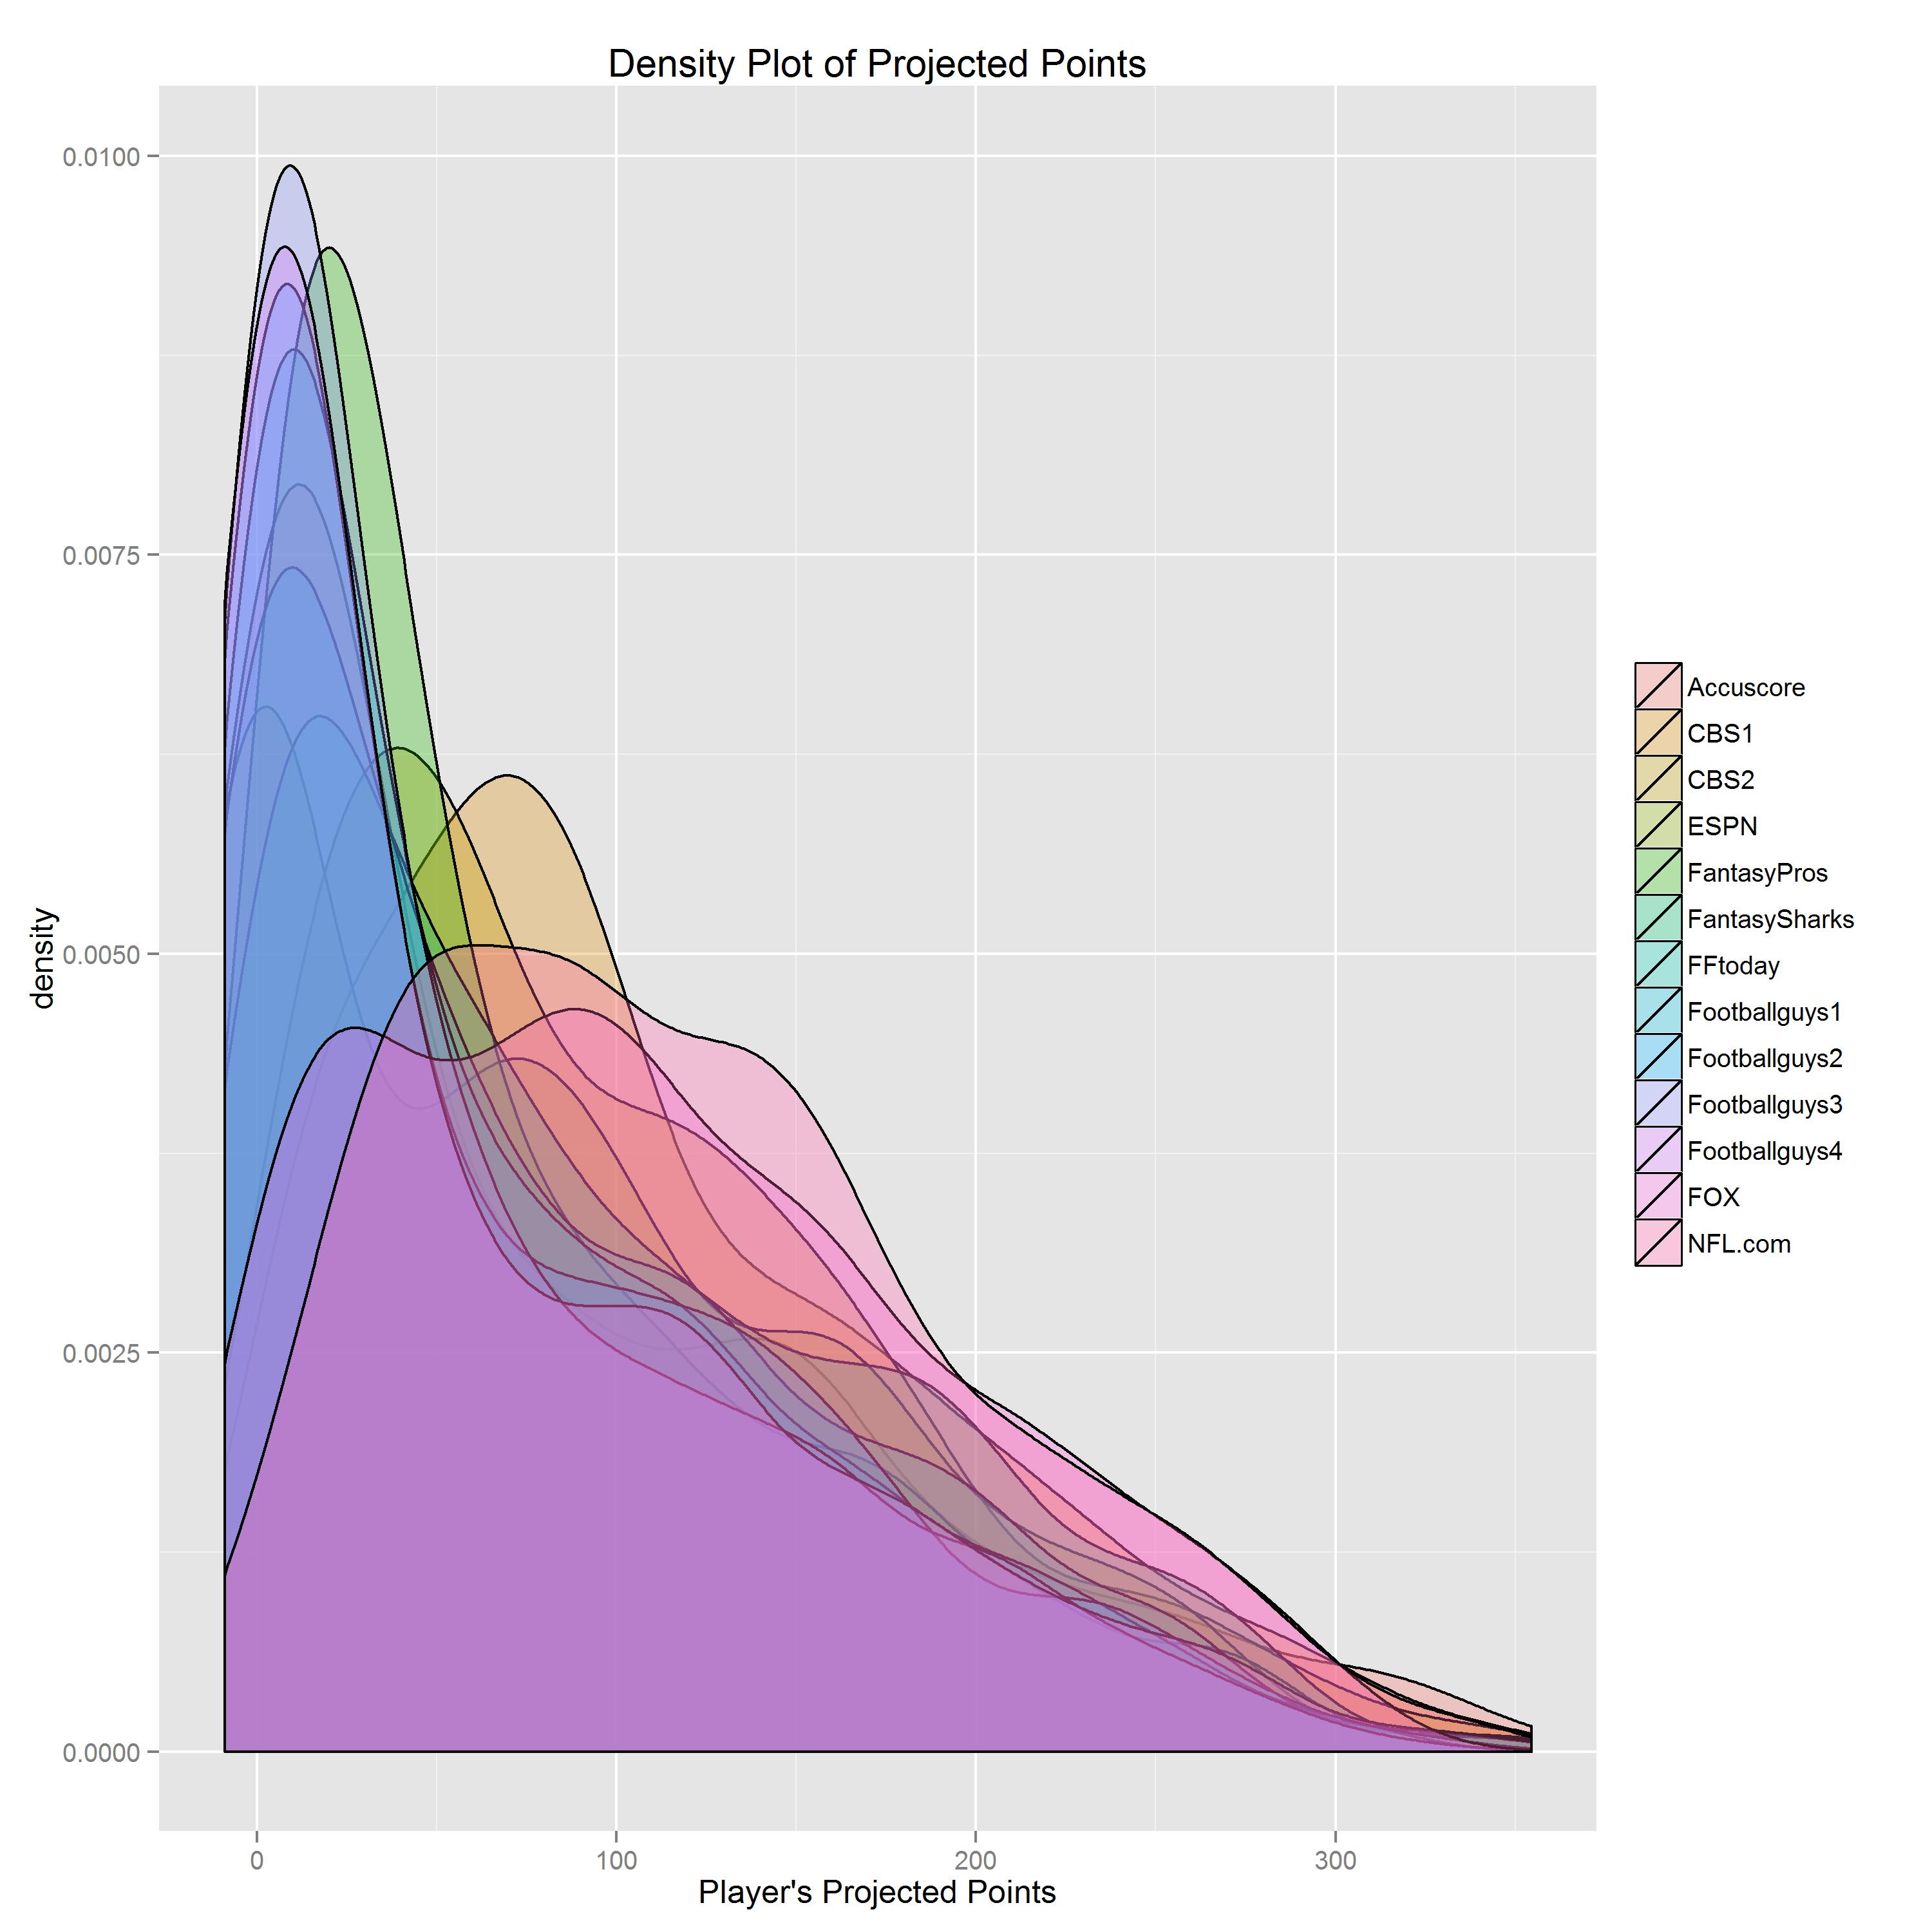 Density Plot of Projected Points
0.0100
0.0075
0.0050
0.0025
0.0000
density
0
100
200
300
Player's Projected Points
Accuscore
CBS1
CBS2
ESPN
FantasyPros
FantasySharks
FFtoday
Footballguys1
Footballguys2
Footballguys3
Footballguys4
FOX
NFL.com